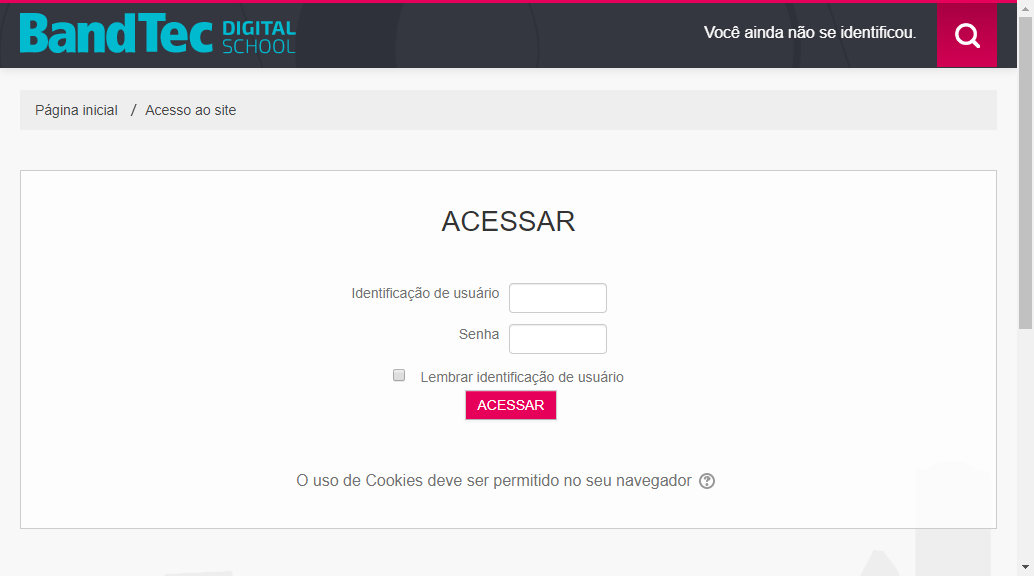 BandTec DIGITAL SCHOOL
Você ainda não se identificou.
Página inicial / Acesso ao site
ACESSAR
Identificação de usuário
Senha
Lembrar identificação de usuário
ACESSAR
O uso de Cookies deve ser permitido no seu navegador ?